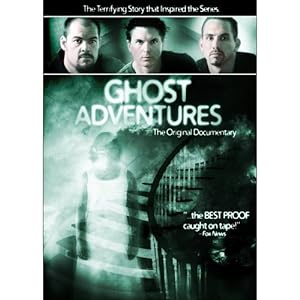 The Terrifying Story that Inspired the Series.
GHOST
ADVENTURES
The Original Documentary
"...the BEST PROOF
caught on tape!"
-Fox News